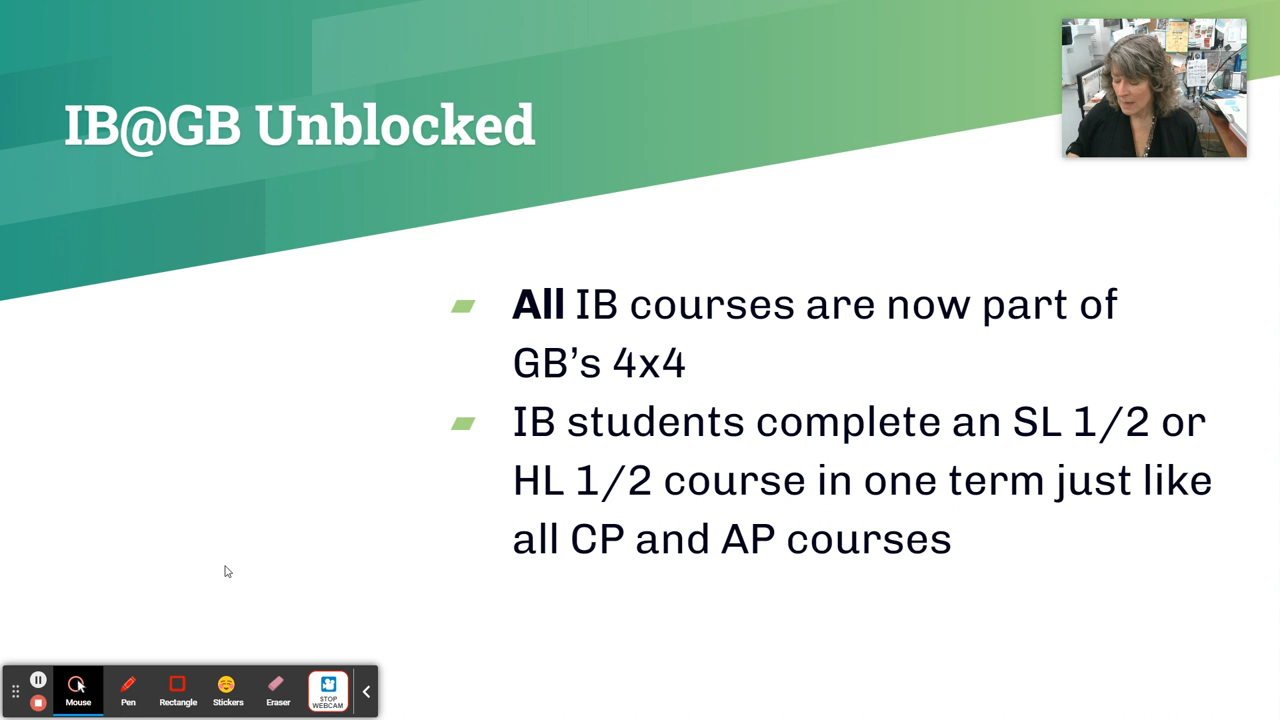 IB@GB Unblocked
All IB courses are now part of
GB's 4x4
IB students complete an SL 1/2 or
HL 1/2 course in one term just like
all CP and AP courses
Mouse
Pen
Rectangle
Stickers
Eraser
STOP
WEBCAM